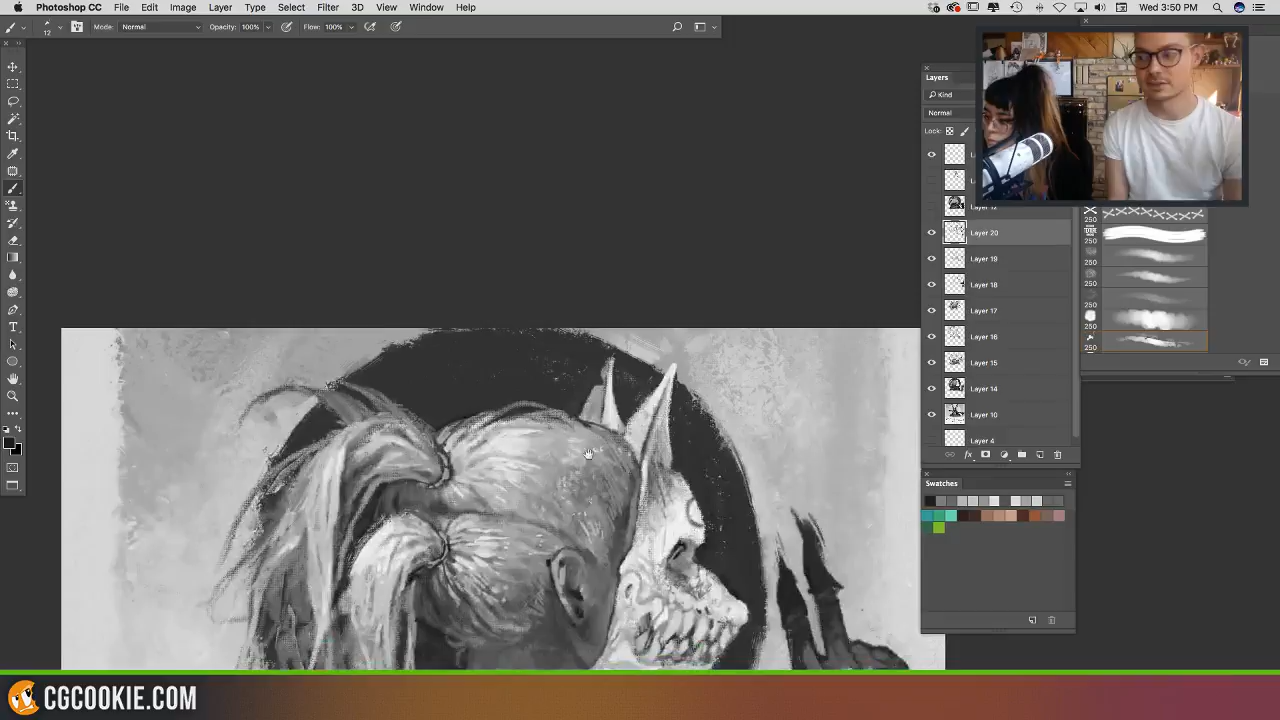 Photoshop CC File Edit Image Layer Type Select Filter 3D View Window Help Wed 3:50 PM
12 Mode: Normal Opacity: 100% Flow: 100%
Layers
Kind
Normal
Lock:
250
Layer 20
250
Layer 19
250
Layer 18
250
Layer 17
250
Layer 16
250
Layer 15
Layer 14
Layer 10
Layer 4
fx
Swatches
CGCOOKIE.COM